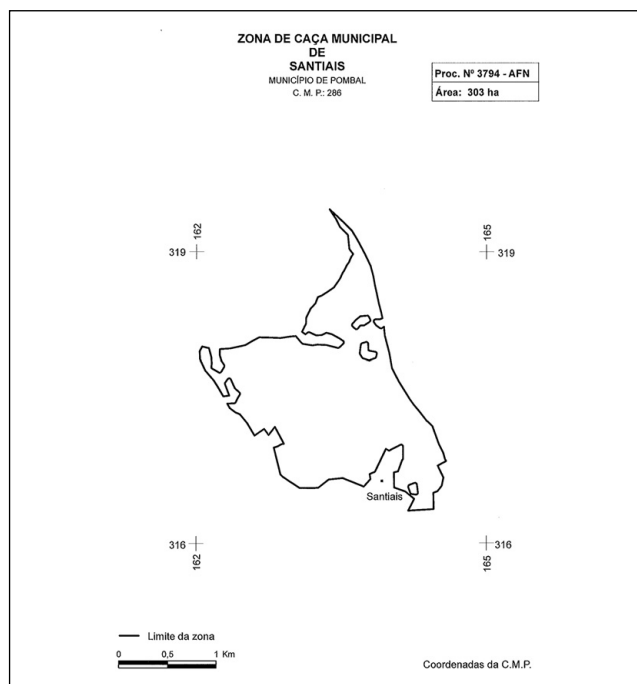 ZONA DE CAÇA MUNICIPAL
DE
SANTIAIS
MUNICÍPIO DE POMBAL
C. M. P.: 286
Proc. Nº 3794 - AFN
Área: 303 ha
162
319
165
319
Santiais
316
162
316
165
Limite da zona
0 0,5 1 Km
Coordenadas da C.M.P.